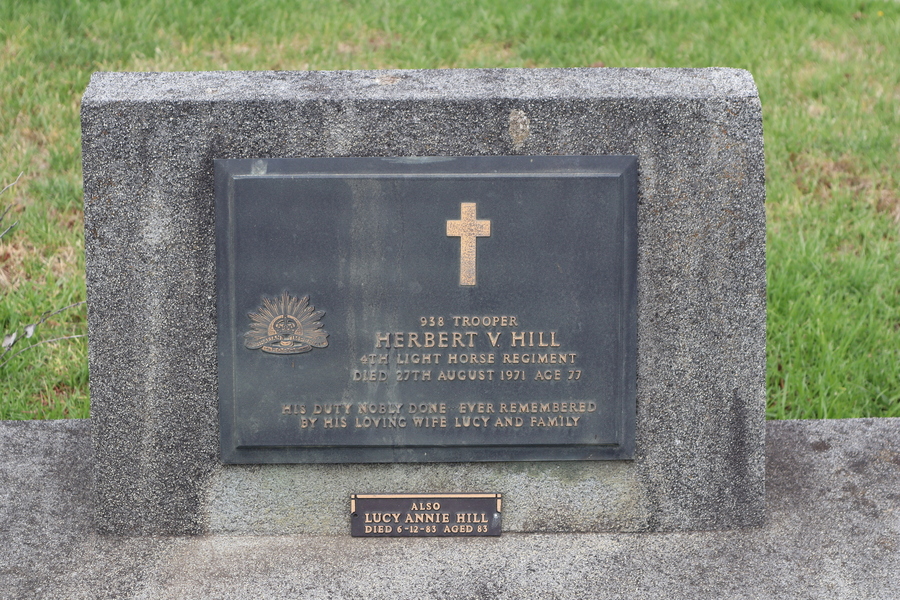 938 TROOPER
HERBERT V. HILL
4TH LIGHT HORSE REGIMENT
DIED 27TH AUGUST 1971 AGE 77
HIS DUTY NOBLY DONE EVER REMEMBERED
BY HIS LOVING WIFE LUCY AND FAMILY
ALSO
LUCY ANNIE HILL
DIED 6-12-83 AGED 83